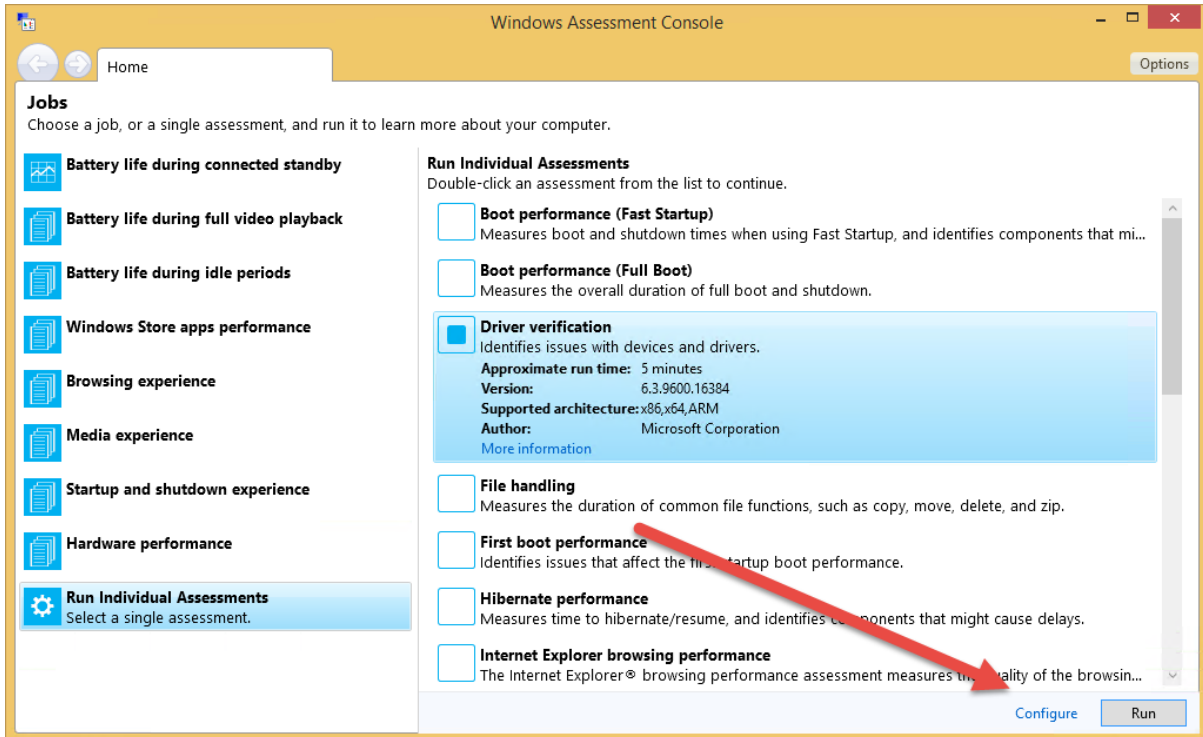 Windows Assessment Console
Home
Options
Jobs
Choose a job, or a single assessment, and run it to learn more about your computer.
Battery life during connected standby
Battery life during full video playback
Battery life during idle periods
Windows Store apps performance
Browsing experience
Media experience
Startup and shutdown experience
Hardware performance
Run Individual Assessments
Select a single assessment.
Run Individual Assessments
Double-click an assessment from the list to continue.
Boot performance (Fast Startup)
Measures boot and shutdown times when using Fast Startup, and identifies components that mi...
Boot performance (Full Boot)
Measures the overall duration of full boot and shutdown.
Driver verification
Identifies issues with devices and drivers.
Approximate run time: 5 minutes
Version: 6.3.9600.16384
Supported architecture: x86,x64,ARM
Author: Microsoft Corporation
More information
File handling
Measures the duration of common file functions, such as copy, move, delete, and zip.
First boot performance
Identifies issues that affect the first startup boot performance.
Hibernate performance
Measures time to hibernate/resume, and identifies components that might cause delays.
Internet Explorer browsing performance
The Internet Explorer® browsing performance assessment measures the quality of the browsin...
Configure
Run